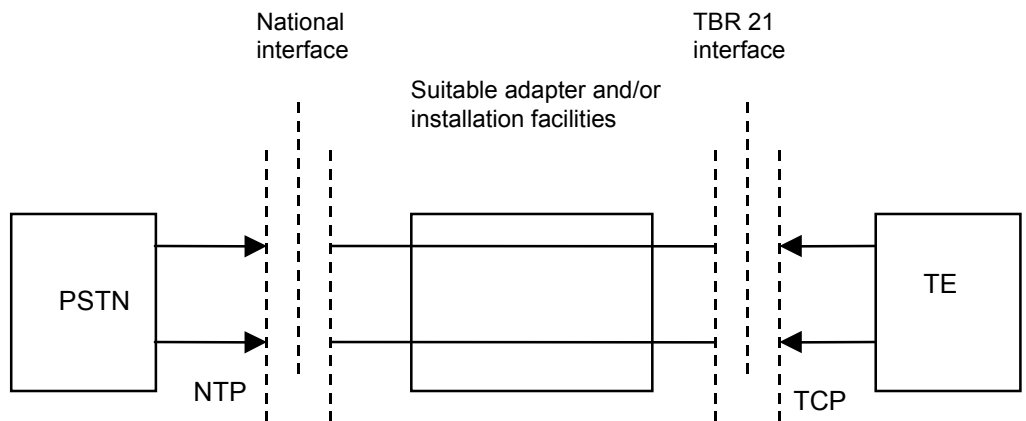 National
interface
TBR 21
interface
Suitable adapter and/or
installation facilities
PSTN
TE
NTP
TCP